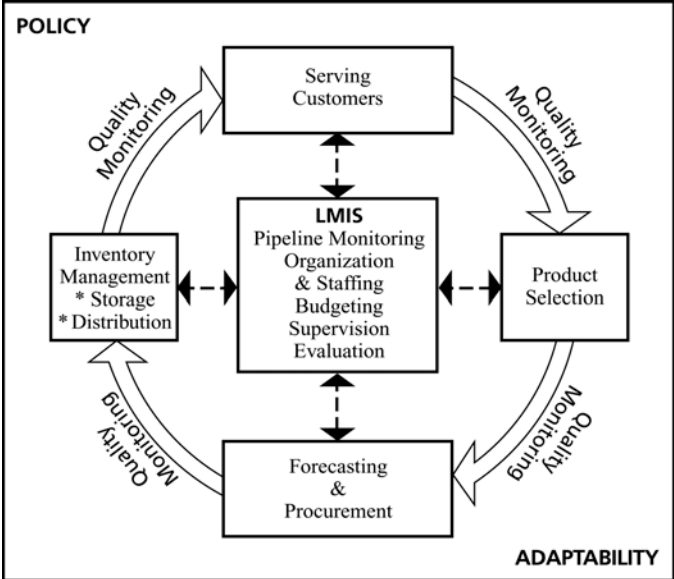 POLICY
Serving
Customers
Quality
Monitoring
Quality
Monitoring
LMIS
Pipeline Monitoring
Organization
& Staffing
Budgeting
Supervision
Evaluation
Inventory
Management
* Storage
* Distribution
Product
Selection
Quality
Monitoring
Quality
Monitoring
Forecasting
&
Procurement
ADAPTABILITY